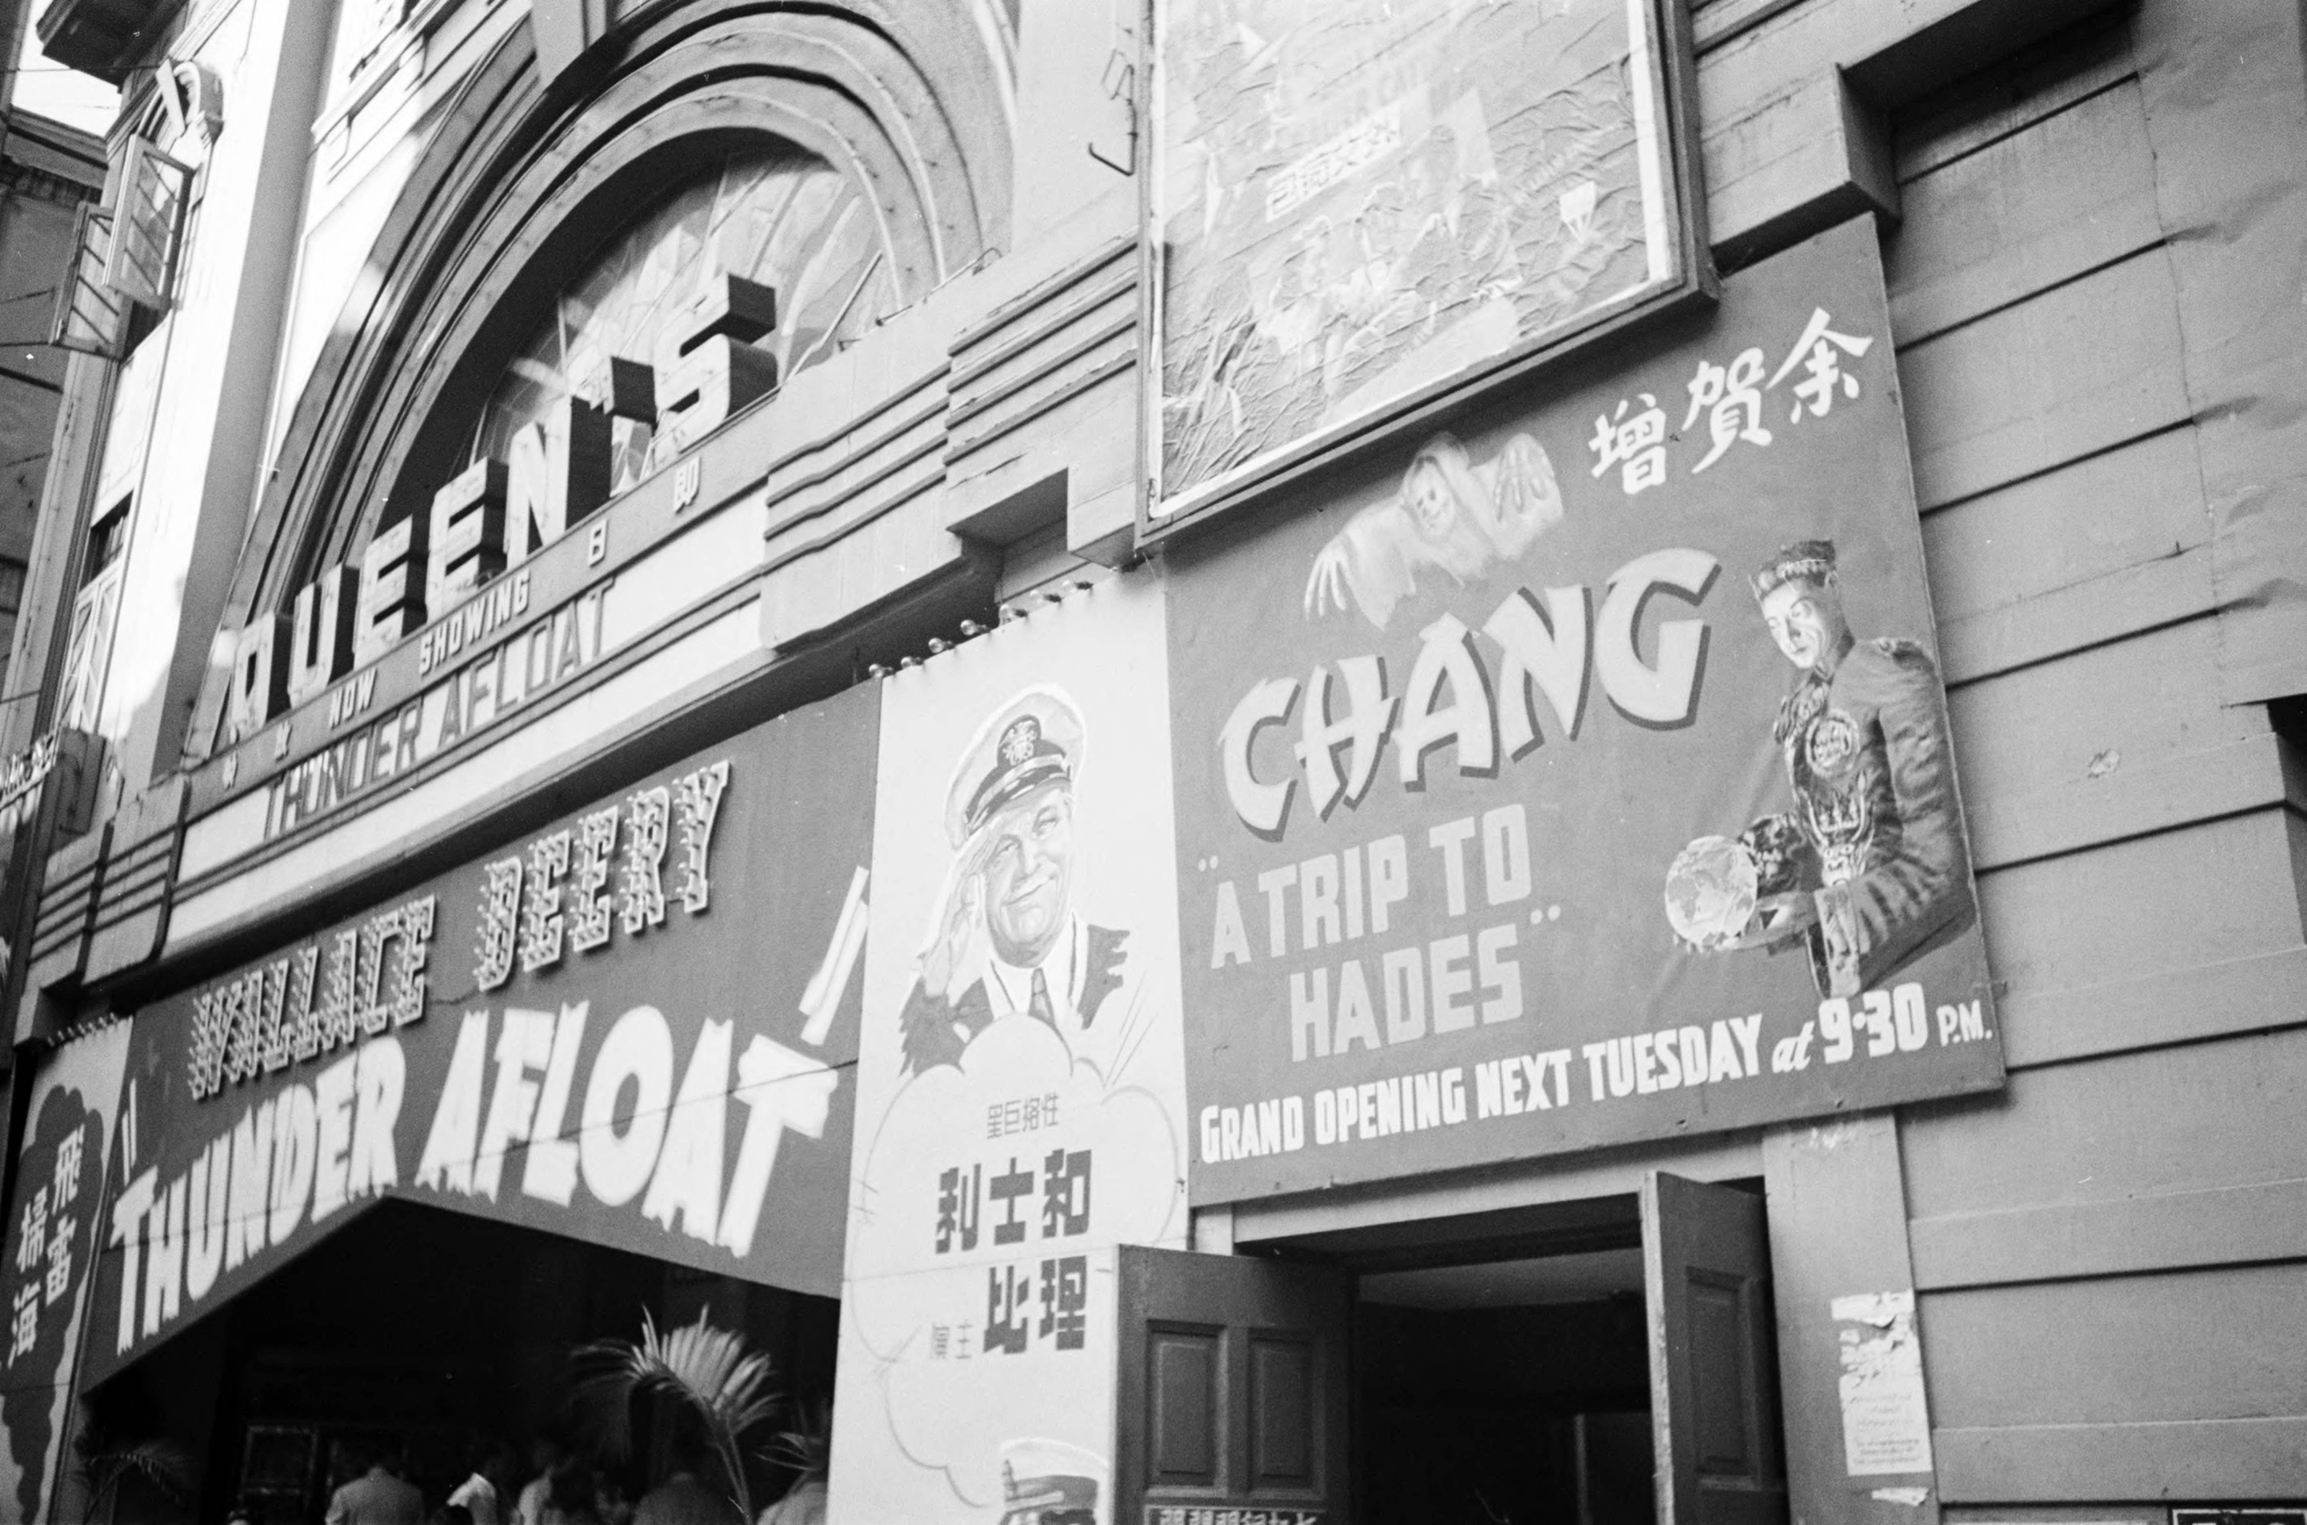 QUEEN'S
NOW SHOWING 日 即
THUNDER AFLOAT
WALLACE BEERY
"THUNDER AFLOAT"
飛雷
掃海
里巨揸性
和士利
理比
主演
增賀余
CHANG
"A TRIP TO
HADES"
GRAND OPENING NEXT TUESDAY at 9·30 P.M.